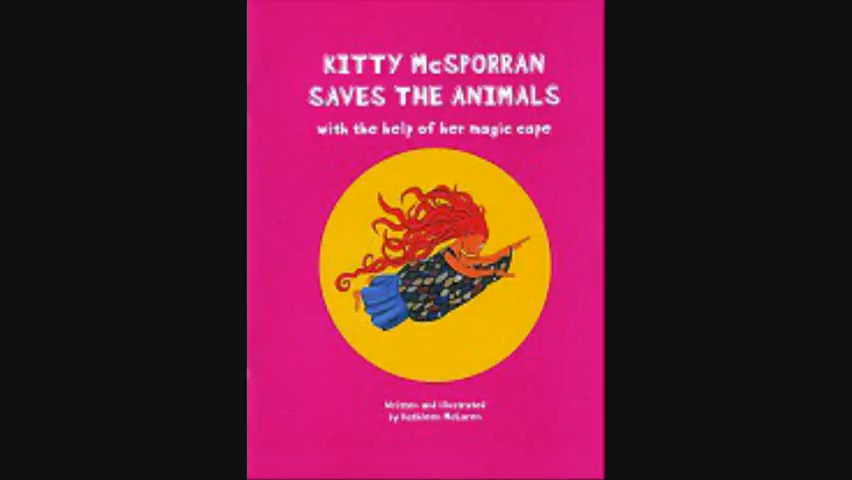 KITTY McSPORRAN
SAVES THE ANIMALS
with the help of her magic cape
Written and illustrated
by Kathleen McLaren